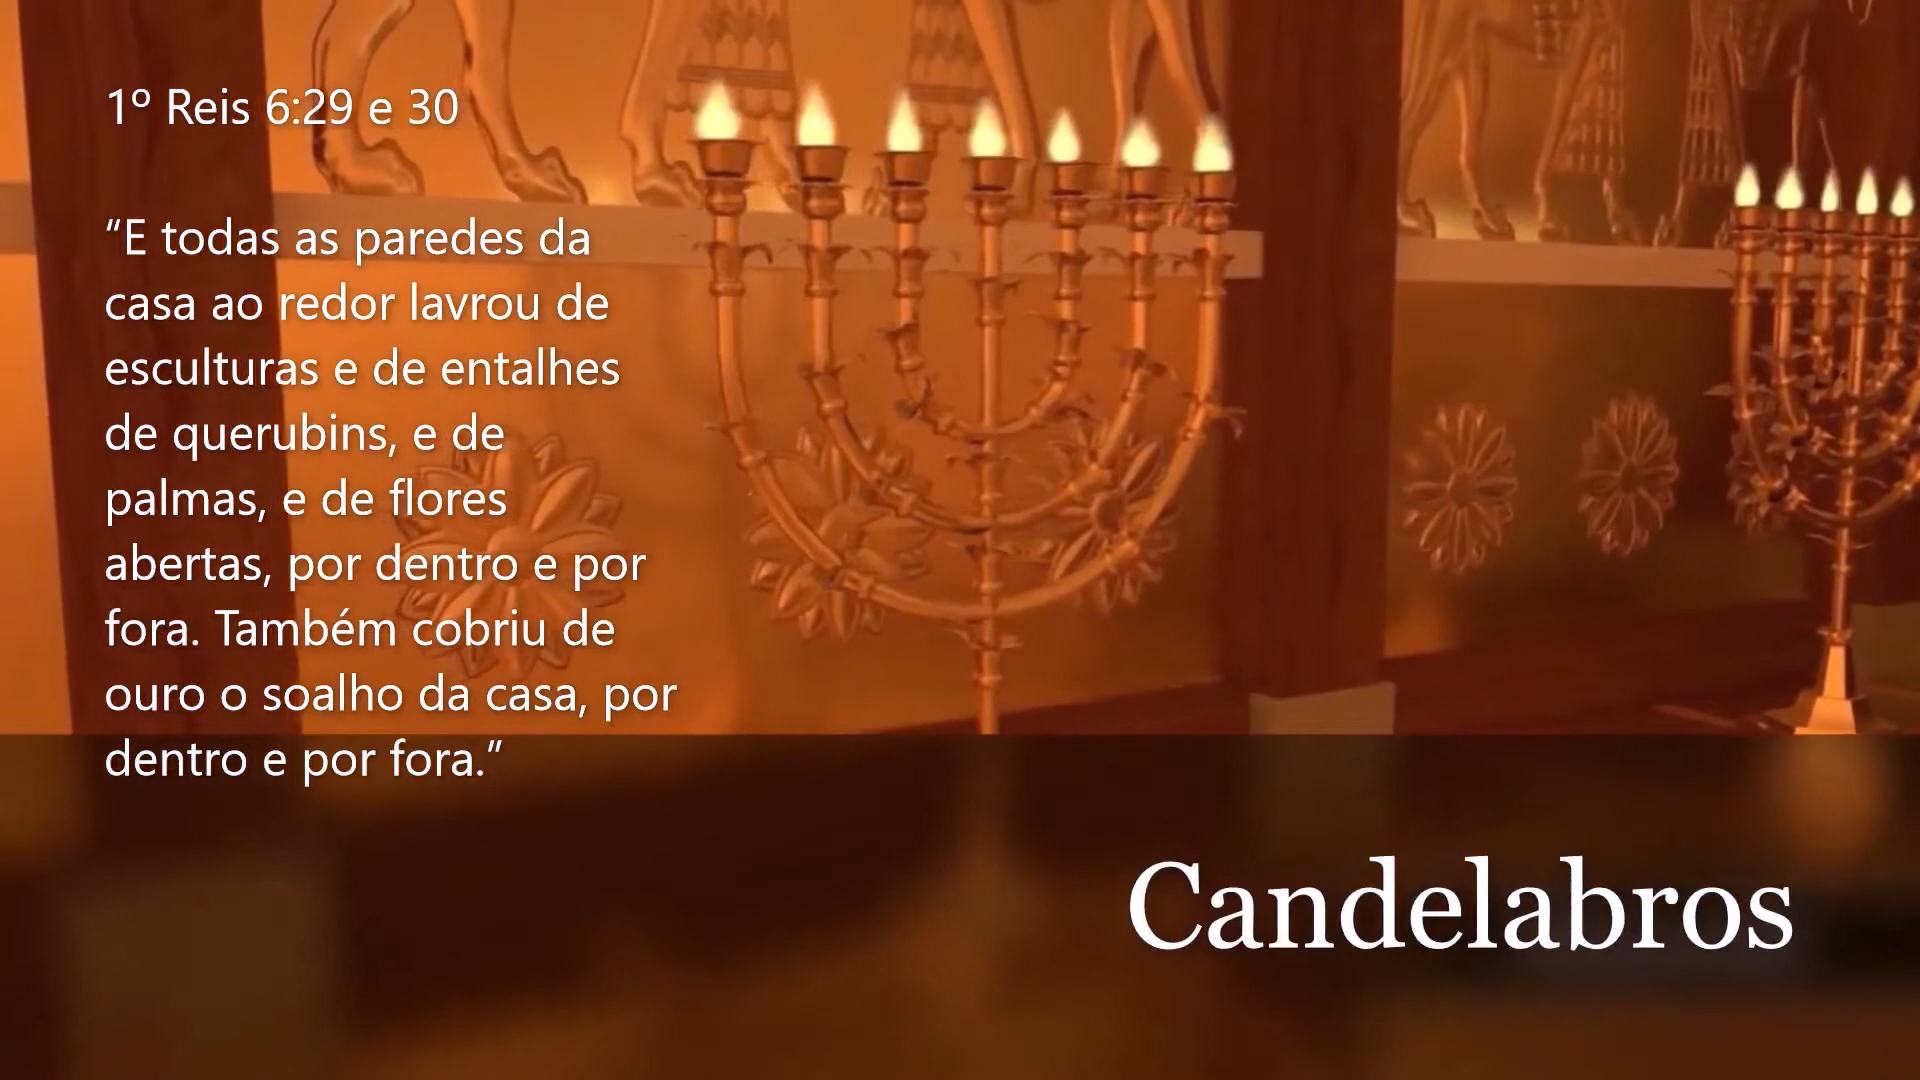 1º Reis 6:29 e 30
“E todas as paredes da
casa ao redor lavrou de
esculturas e de entalhes
de querubins, e de
palmas, e de flores
abertas, por dentro e por
fora. Também cobriu de
ouro o soalho da casa, por
dentro e por fora.”
Candelabros